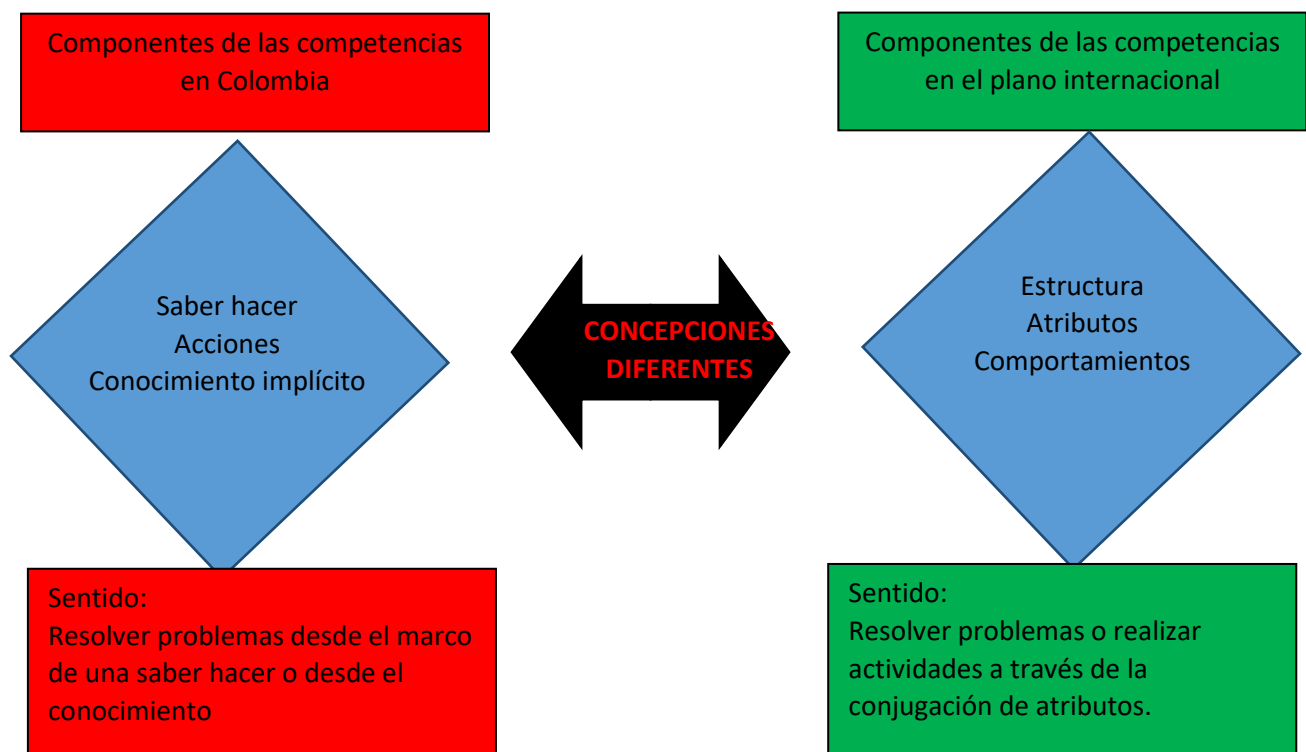 Componentes de las competencias
en Colombia
Componentes de las competencias
en el plano internacional
Saber hacer
Acciones
Conocimiento implícito
CONCEPCIONES
DIFERENTES
Estructura
Atributos
Comportamientos
Sentido:
Resolver problemas desde el marco
de una saber hacer o desde el
conocimiento
Sentido:
Resolver problemas o realizar
actividades a través de la
conjugación de atributos.